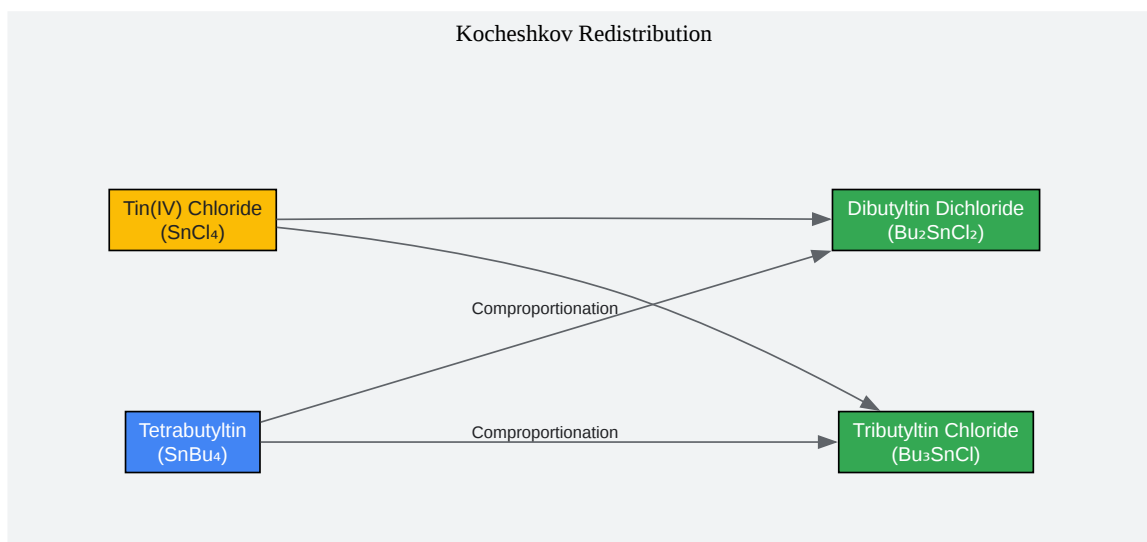 Kocheshkov Redistribution
Tin(IV) Chloride
(SnCl₄)
Dibutyltin Dichloride
(Bu₂SnCl₂)
Comproportionation
Tetrabutyltin
(SnBu₄)
Comproportionation
Tributyltin Chloride
(Bu₃SnCl)